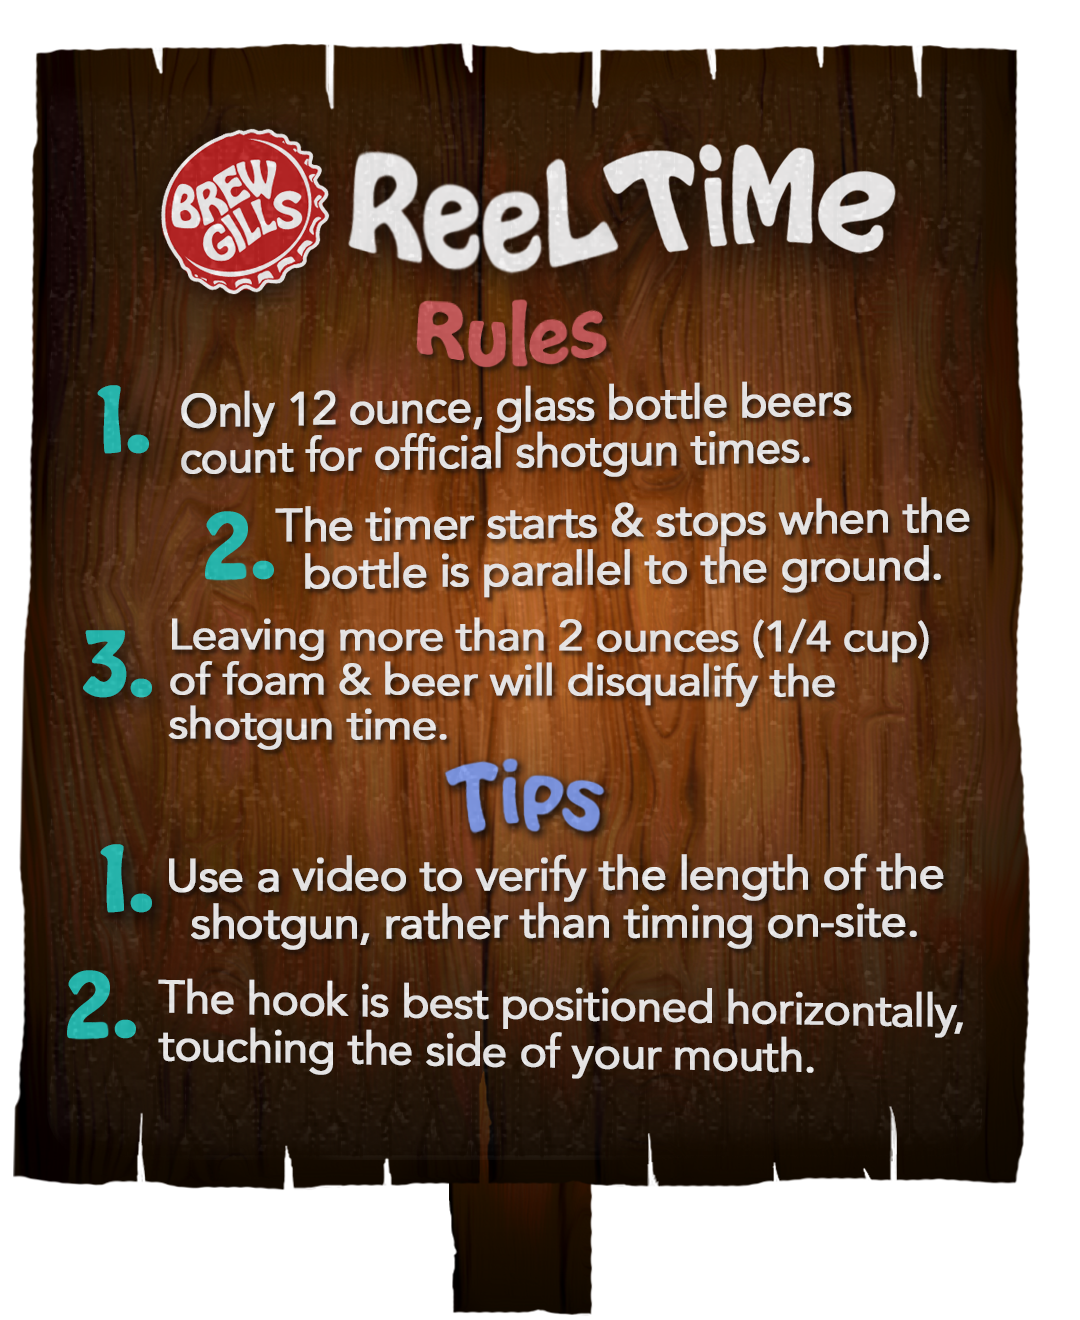 BREW
GILLS
ReeL TiMe
Rules
1. Only 12 ounce, glass bottle beers
count for official shotgun times.
2. The timer starts & stops when the
bottle is parallel to the ground.
3. Leaving more than 2 ounces (1/4 cup)
of foam & beer will disqualify the
shotgun time.
Tips
1. Use a video to verify the length of the
shotgun, rather than timing on-site.
2. The hook is best positioned horizontally,
touching the side of your mouth.